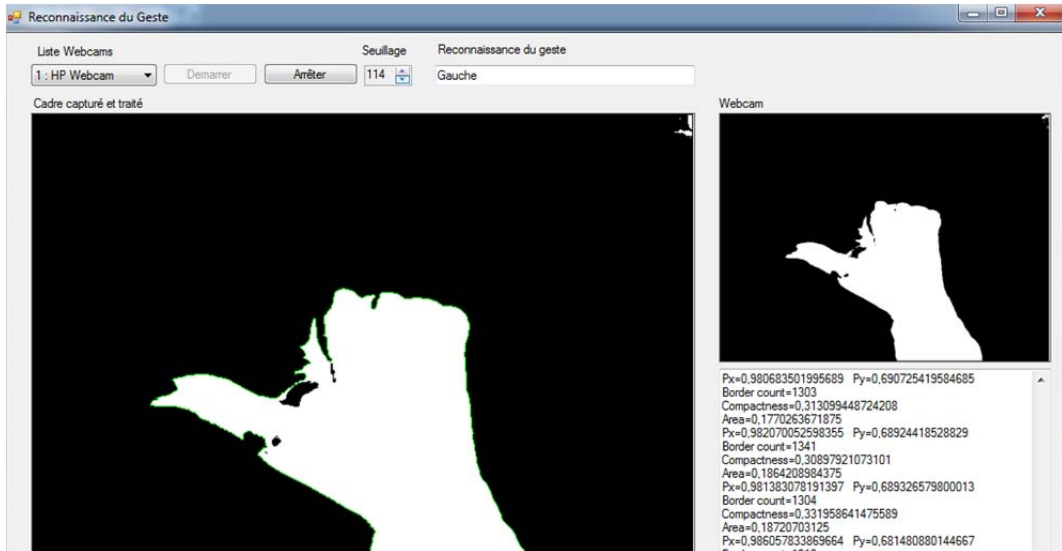 Reconnaissance du Geste
Liste Webcams
Seuillage
Reconnaissance du geste
1 : HP Webcam
Demarrer
Arrêter
114
Gauche
Cadre capturé et traité
Webcam
Px=0,980683501995689 Py=0,690725419584685
Border count=1303
Compactness=0,313099448724208
Area=0,1770263671875
Px=0,982070052598355 Py=0,68924418528829
Border count=1341
Compactness=0,30897921073101
Area=0,1864208984375
Px=0,981383078191397 Py=0,689326579800013
Border count=1304
Compactness=0,331958641475589
Area=0,18720703125
Px=0,986057833869664 Py=0,681480880144667